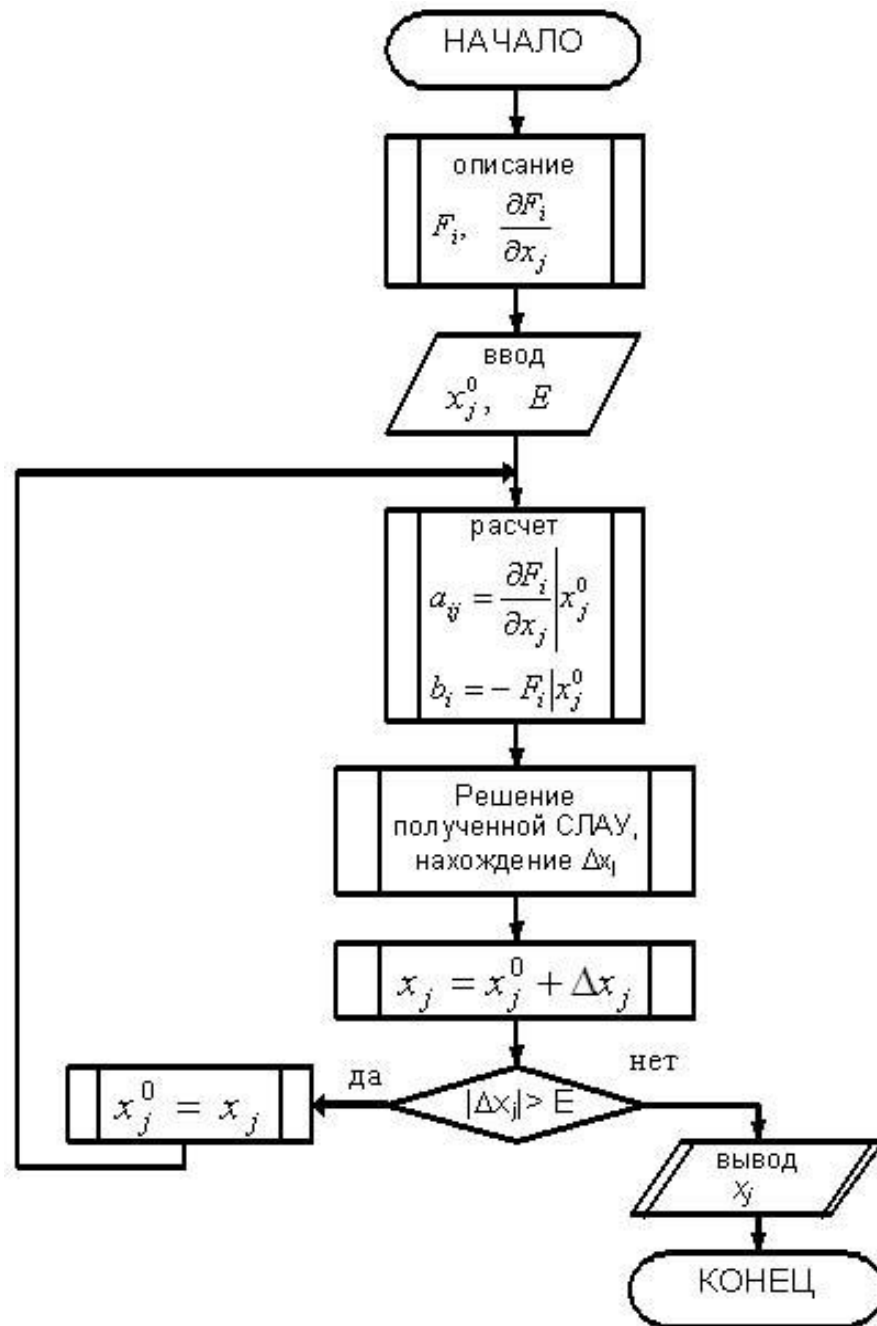 НАЧАЛО
описание
F_i, ∂F_i/∂x_j
ввод
x_j^0, E
расчет
a_ij = ∂F_i/∂x_j | x_j^0
b_i = − F_i | x_j^0
Решение
полученной СЛАУ,
нахождение Δx_i
x_j = x_j^0 + Δx_j
да
нет
|Δx_j| > E
x_j^0 = x_j
вывод
x_j
КОНЕЦ